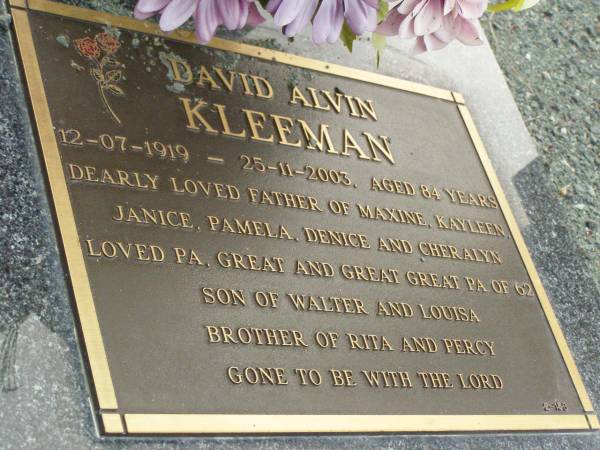 DAVID ALVIN
KLEEMAN
12-07-1919 - 25-11-2003, AGED 84 YEARS
DEARLY LOVED FATHER OF MAXINE, KAYLEEN,
JANICE, PAMELA, DENICE AND CHERALYN
LOVED PA, GREAT AND GREAT GREAT PA OF 62
SON OF WALTER AND LOUISA
BROTHER OF RITA AND PERCY
GONE TO BE WITH THE LORD